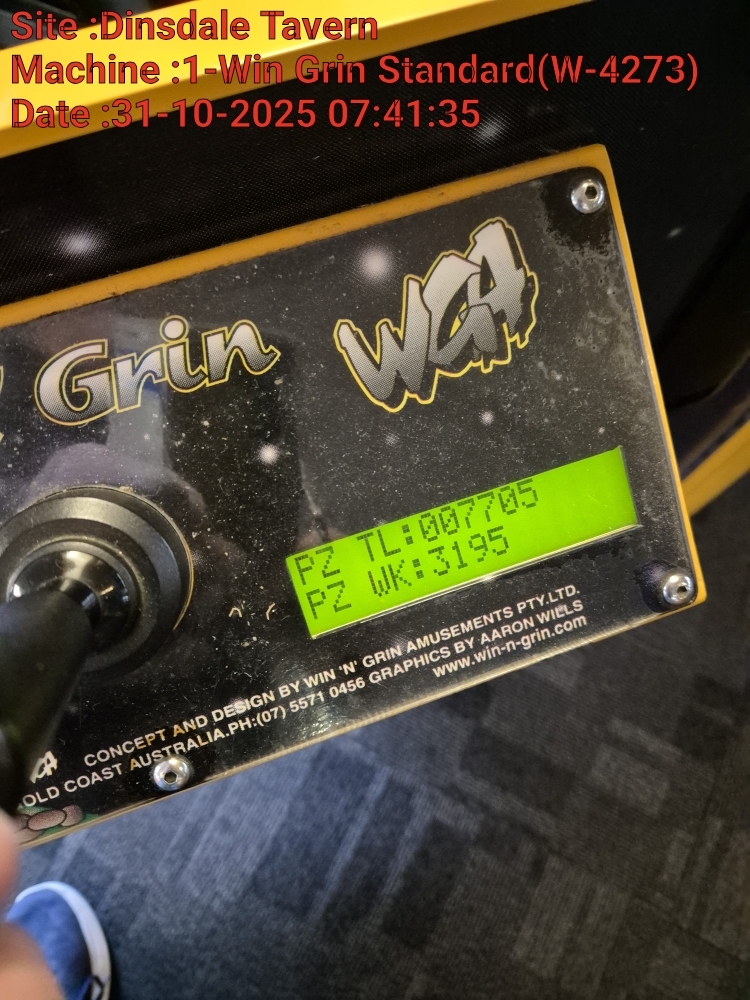 Site :Dinsdale Tavern
Machine :1-Win Grin Standard(W-4273)
Date :31-10-2025 07:41:35
Grin
WGA
PZ TL:007705
PZ WK:3195
CONCEPT AND DESIGN BY WIN 'N' GRIN AMUSEMENTS PTY.LTD.
OLD COAST AUSTRALIA.PH:(07) 5571 0456 GRAPHICS BY AARON WILLS
www.win-n-grin.com